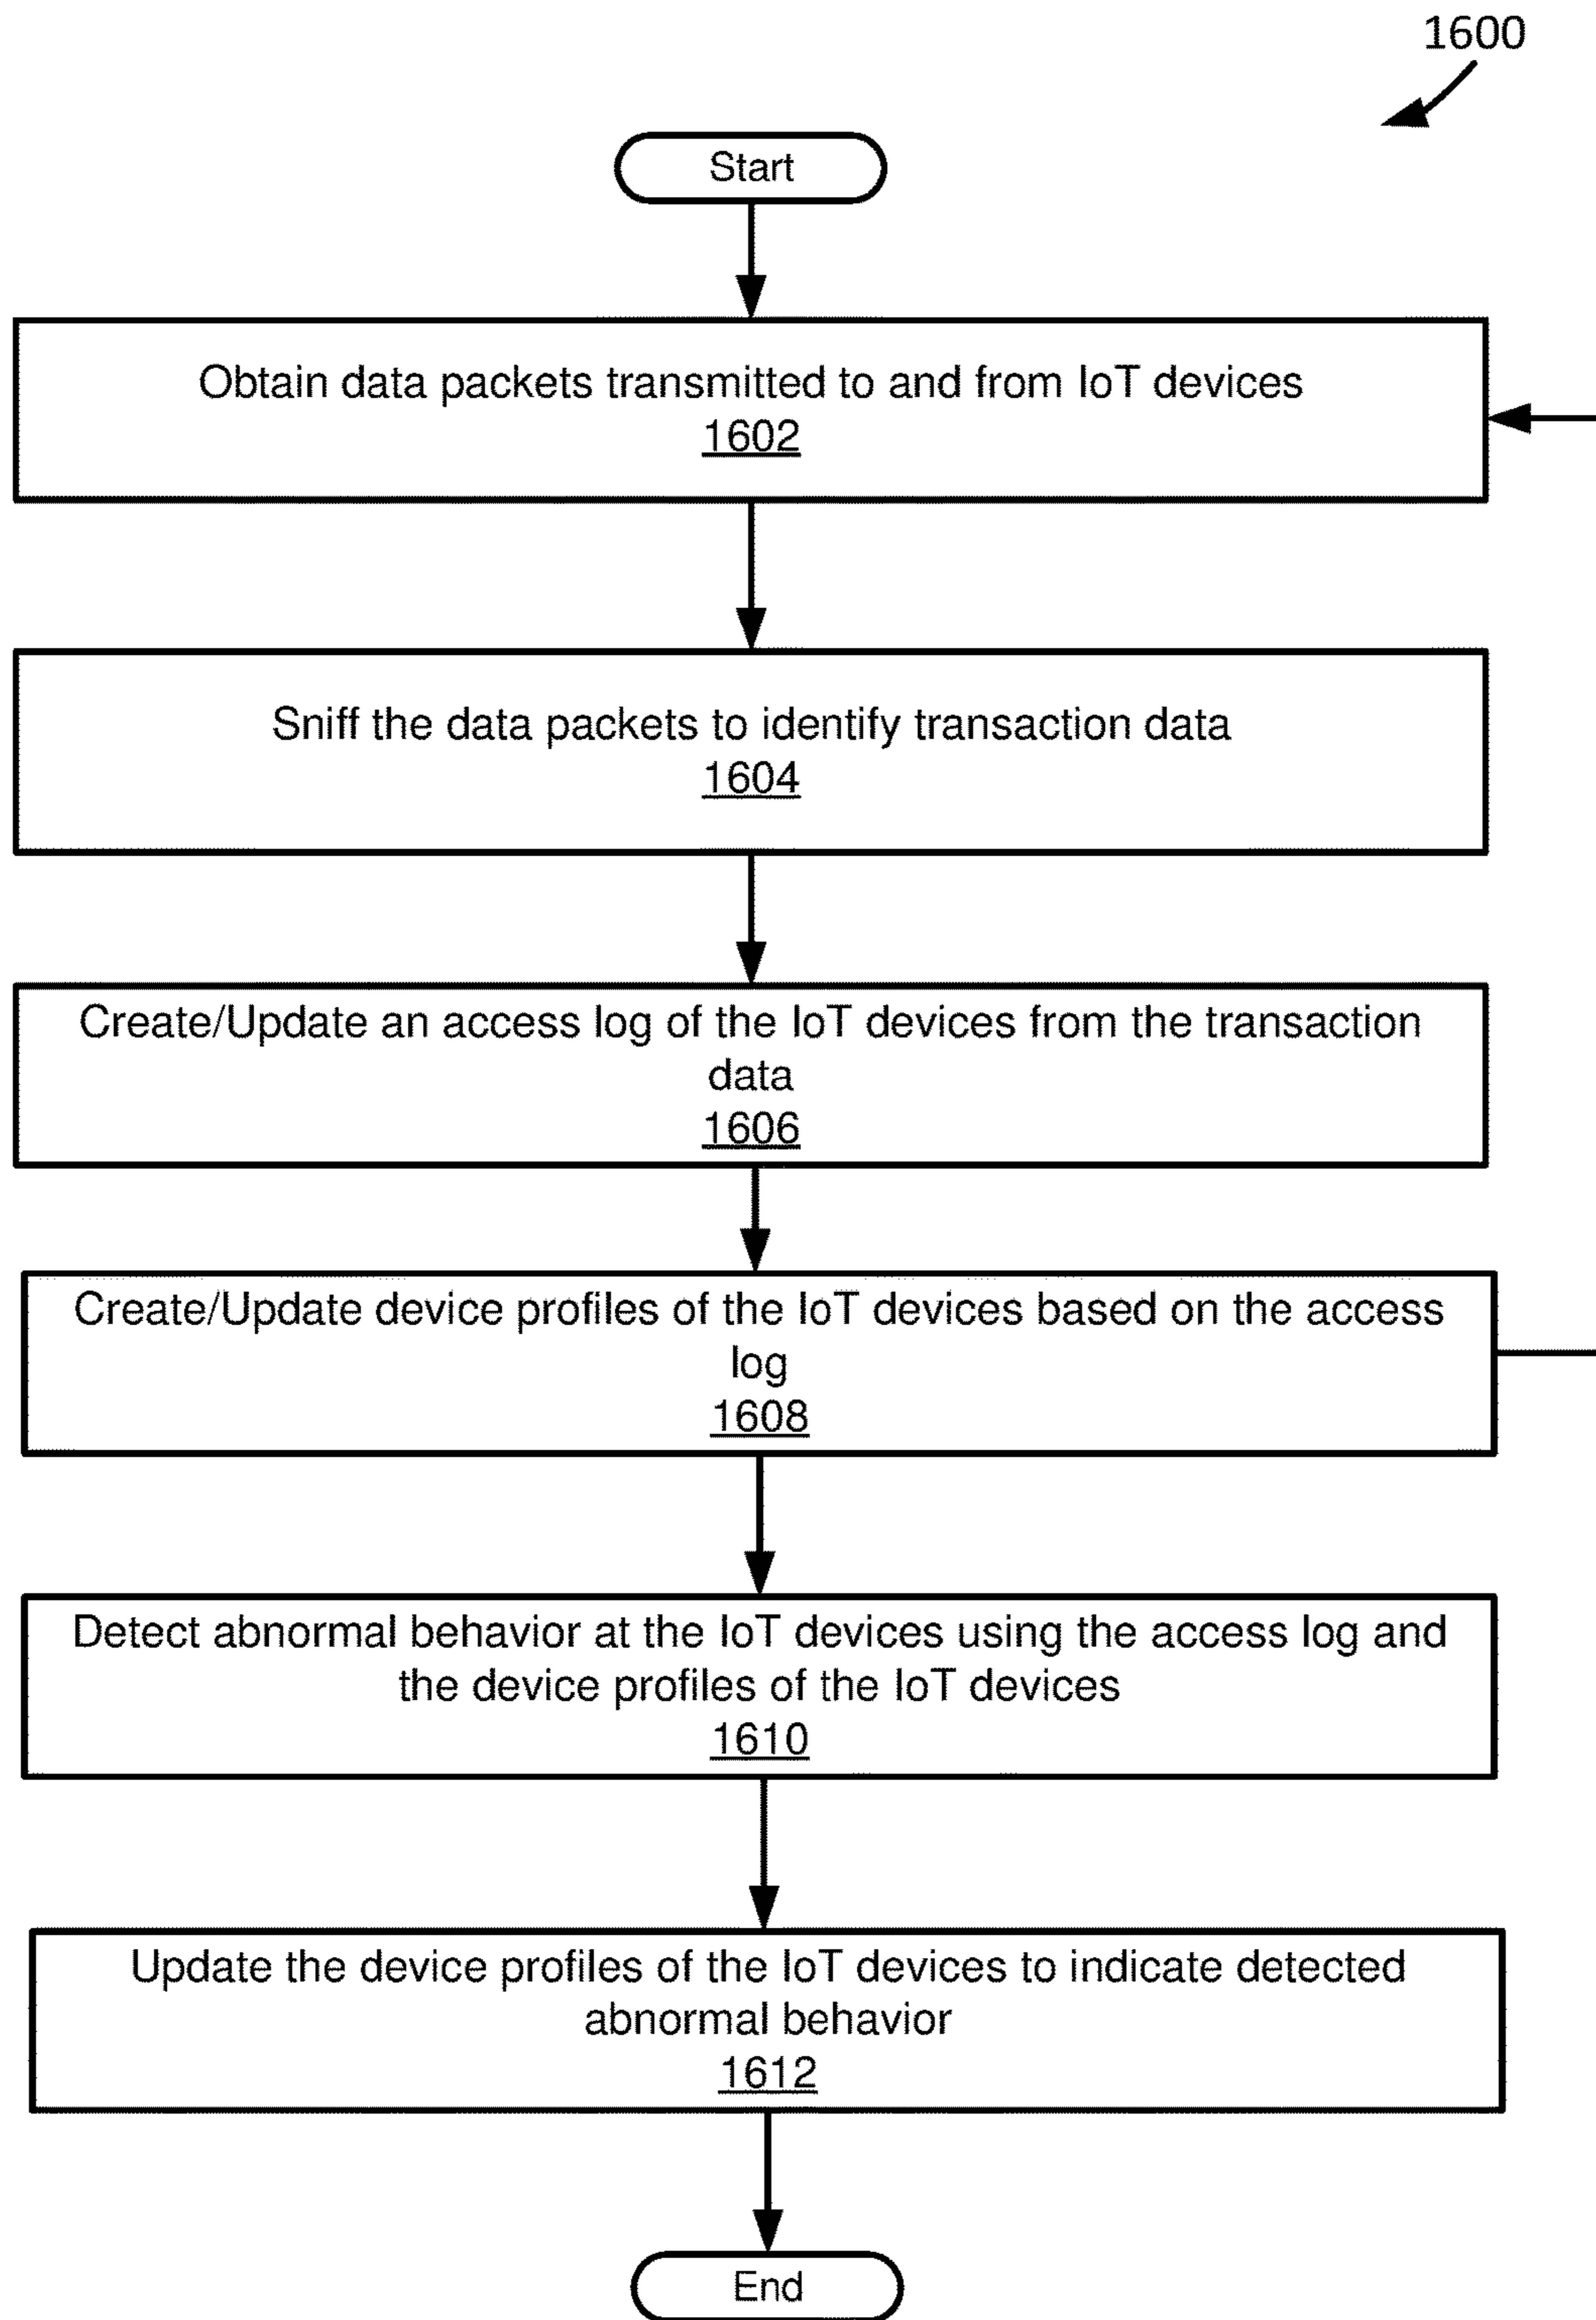 1600
Start
Obtain data packets transmitted to and from IoT devices
1602
Sniff the data packets to identify transaction data
1604
Create/Update an access log of the IoT devices from the transaction
data
1606
Create/Update device profiles of the IoT devices based on the access
log
1608
Detect abnormal behavior at the IoT devices using the access log and
the device profiles of the IoT devices
1610
Update the device profiles of the IoT devices to indicate detected
abnormal behavior
1612
End